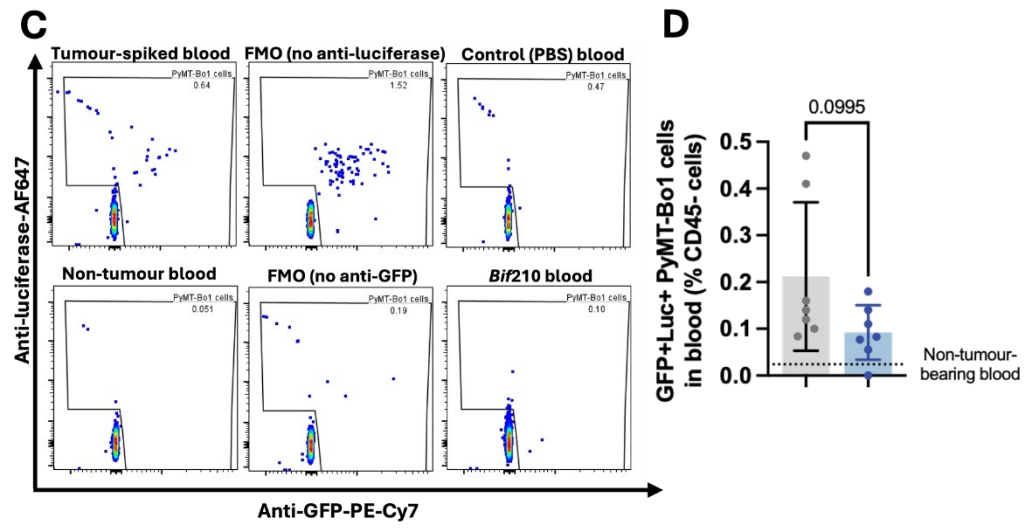 C
Tumour-spiked blood
PyMT-Bo1 cells
0.64
FMO (no anti-luciferase)
PyMT-Bo1 cells
1.52
Control (PBS) blood
PyMT-Bo1 cells
0.47
Non-tumour blood
PyMT-Bo1 cells
0.051
FMO (no anti-GFP)
PyMT-Bo1 cells
0.19
Bif210 blood
PyMT-Bo1 cells
0.10
Anti-luciferase-AF647
Anti-GFP-PE-Cy7
D
GFP+Luc+ PyMT-Bo1 cells
in blood (% CD45- cells)
0.0995
0.5
0.4
0.3
0.2
0.1
0.0
Non-tumour-
bearing blood